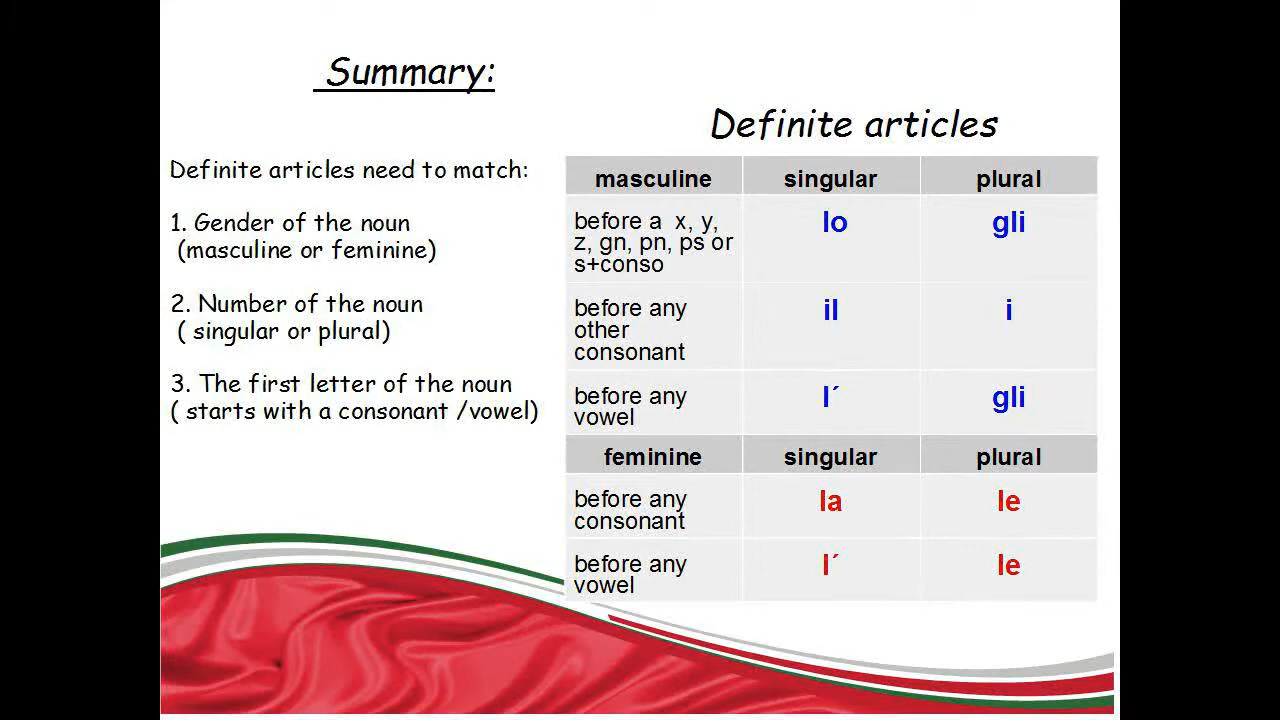 Summary:
Definite articles need to match:
1. Gender of the noun
(masculine or feminine)
2. Number of the noun
( singular or plural)
3. The first letter of the noun
( starts with a consonant /vowel)
Definite articles
masculine singular plural
before a x, y,
z, gn, pn, ps or
s+conso
lo gli
before any
other
consonant
il i
before any
vowel
l´ gli
feminine singular plural
before any
consonant
la le
before any
vowel
l´ le